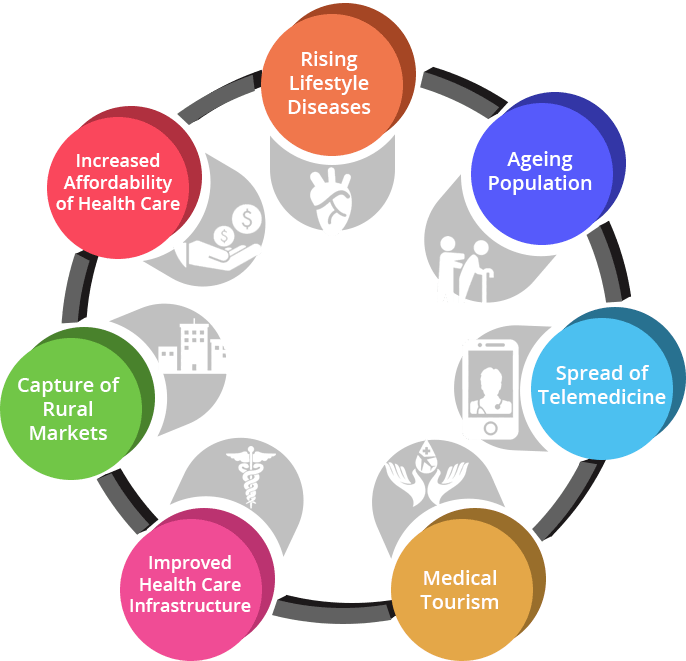 Rising
Lifestyle
Diseases
Ageing
Population
Spread of
Telemedicine
Medical
Tourism
Improved
Health Care
Infrastructure
Capture of
Rural
Markets
Increased
Affordability
of Health Care
$
$